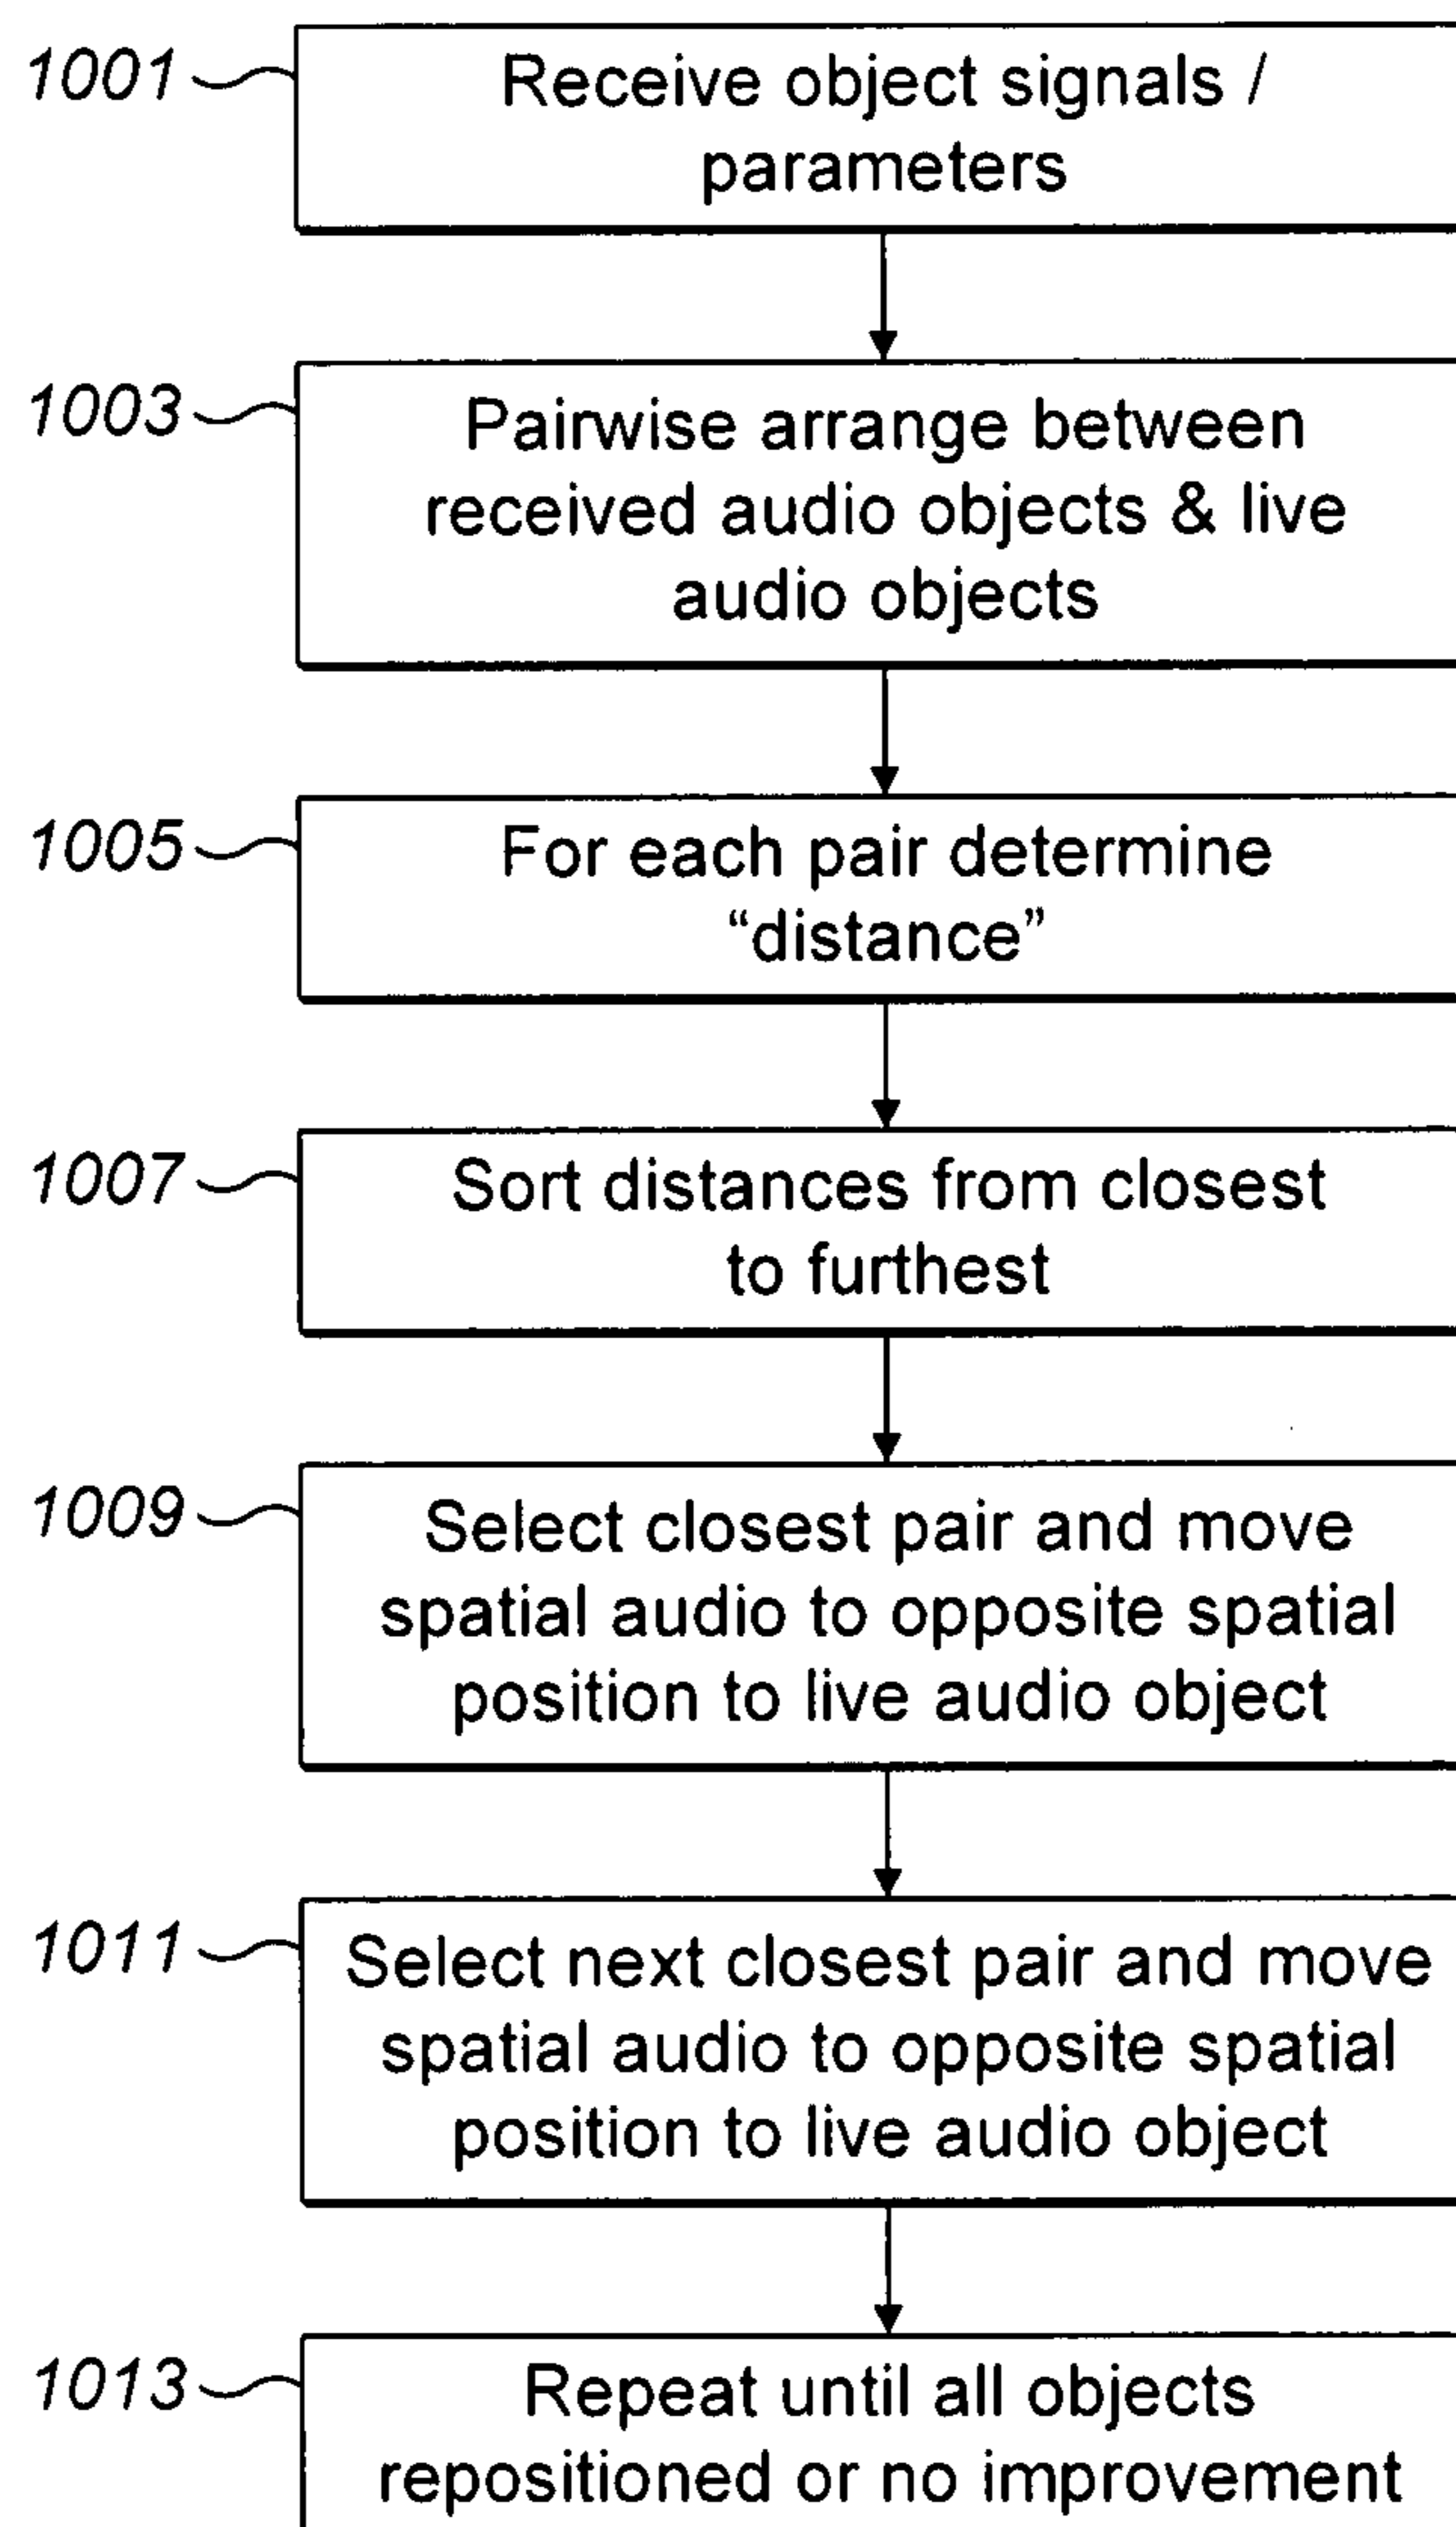 1001
Receive object signals /
parameters
1003
Pairwise arrange between
received audio objects & live
audio objects
1005
For each pair determine
“distance”
1007
Sort distances from closest
to furthest
1009
Select closest pair and move
spatial audio to opposite spatial
position to live audio object
1011
Select next closest pair and move
spatial audio to opposite spatial
position to live audio object
1013
Repeat until all objects
repositioned or no improvement